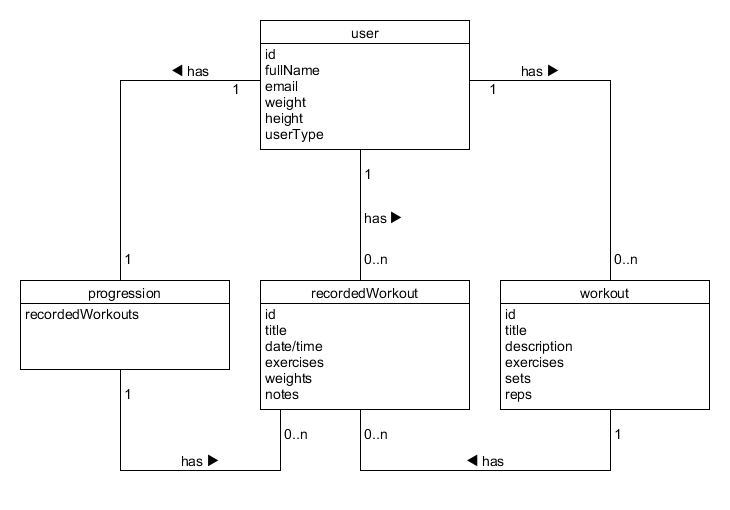 user
id
fullName
email
weight
height
userType
◀ has
1
has ▶
1
1
has ▶
1
0..n
0..n
progression
recordedWorkouts
recordedWorkout
id
title
date/time
exercises
weights
notes
workout
id
title
description
exercises
sets
reps
1
0..n
0..n
1
has ▶
◀ has